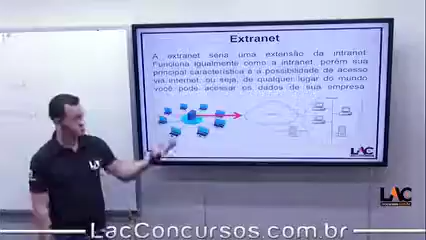 Extranet
A extranet seria uma extensão da intranet.
Funciona igualmente como a intranet, porém sua
principal característica é a possibilidade de acesso
via internet, ou seja, de qualquer lugar do mundo
você pode acessar os dados de sua empresa
LAC
LAC
LAC
LacConcursos.com.br